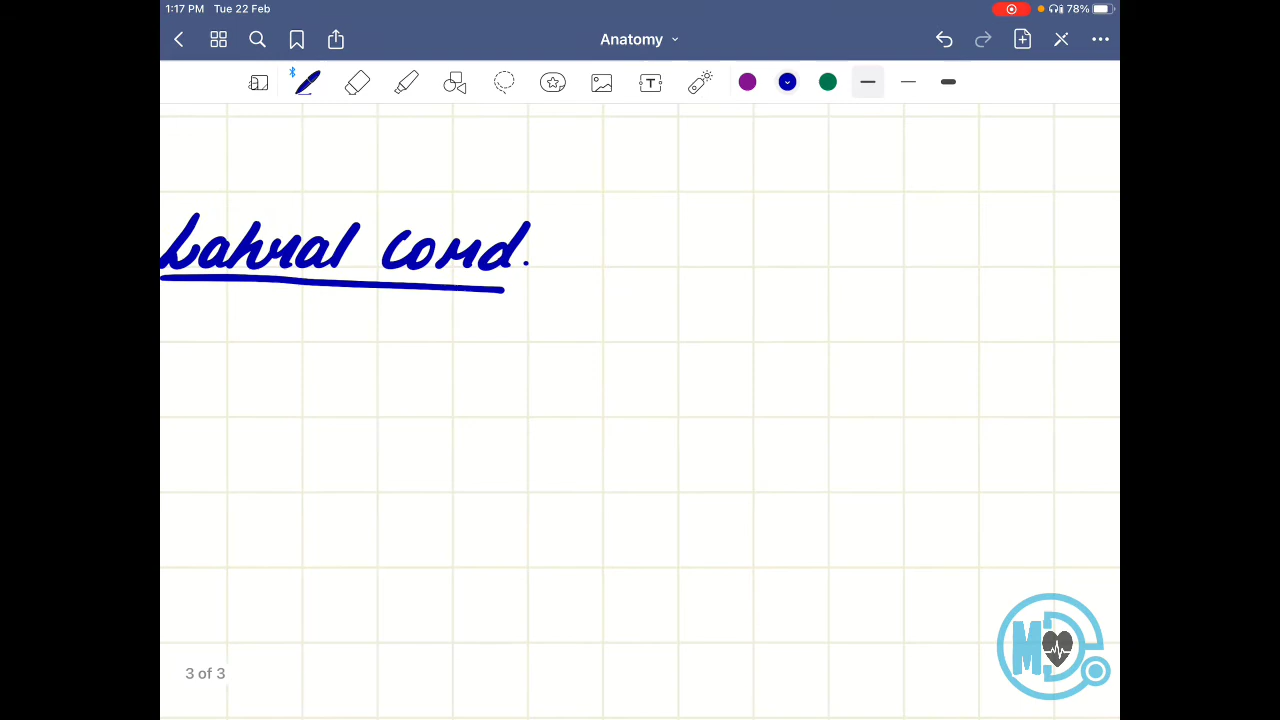 1:17 PM Tue 22 Feb 78%
Anatomy
T
Lateral Cord.
3 of 3
M